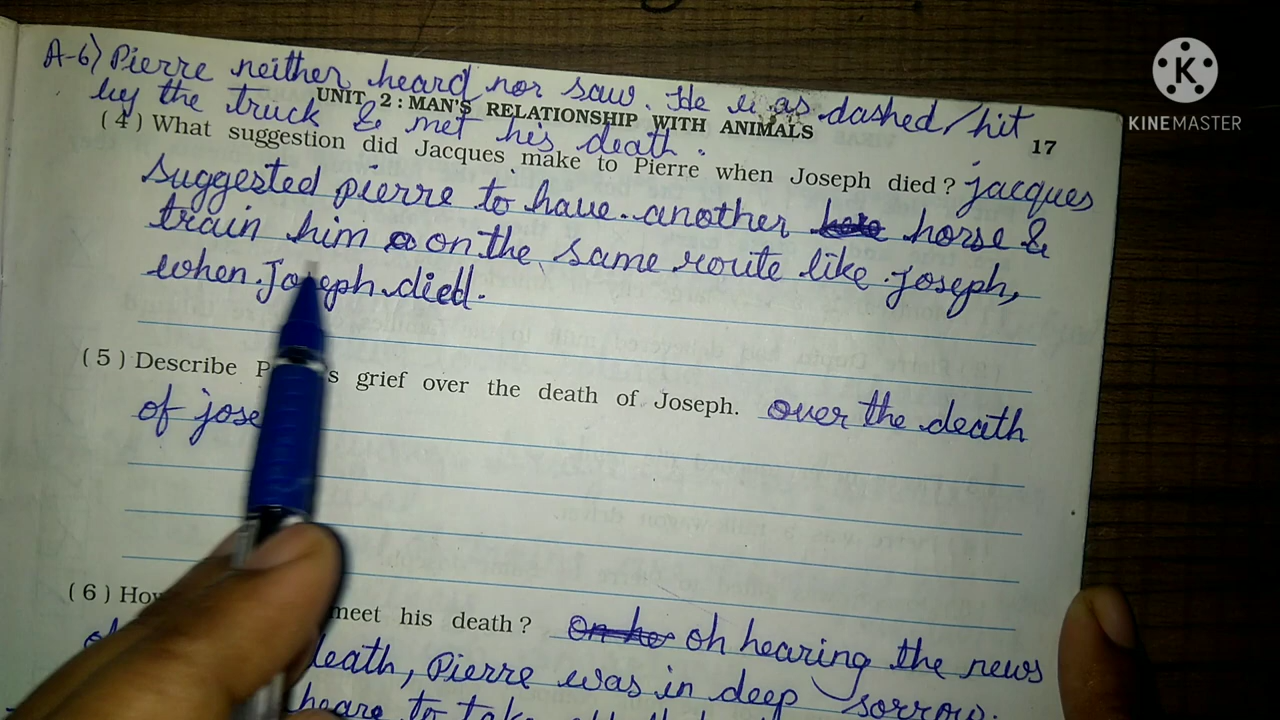 A-6) Pierre neither heard nor saw. He was dashed/hit
by the truck & met his death.
UNIT 2 : MAN'S RELATIONSHIP WITH ANIMALS
17
KINEMASTER
(4) What suggestion did Jacques make to Pierre when Joseph died? Jacques
suggested pierre to have another horse &
train him on the same route like Joseph,
when Joseph died.
(5) Describe P s grief over the death of Joseph. over the death
of jose
(6) How meet his death? on hearing the news
of death, Pierre was in deep sorrow.
to